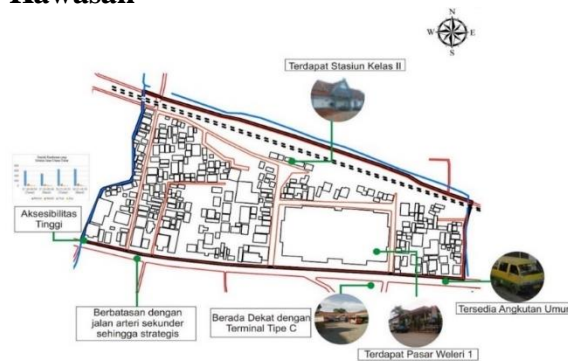 Kawasan
N
W E
S
Terdapat Stasiun Kelas II
Aksesibilitas
Tinggi
Berbatasan dengan
jalan arteri sekunder
sehingga strategis
Berada Dekat dengan
Terminal Tipe C
Terdapat Pasar Weleri 1
Tersedia Angkutan Umum